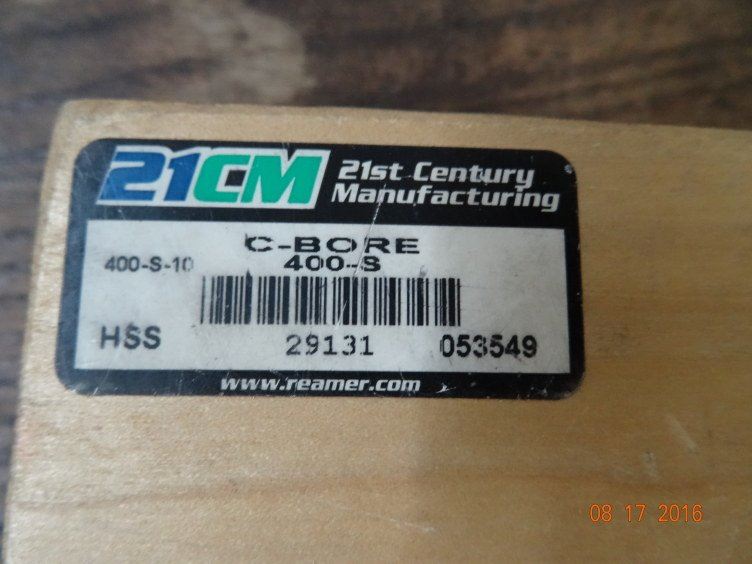 21CM 21st Century
Manufacturing
C-BORE
400-S-10 400-S
HSS 29131 053549
www.reamer.com
08 17 2016